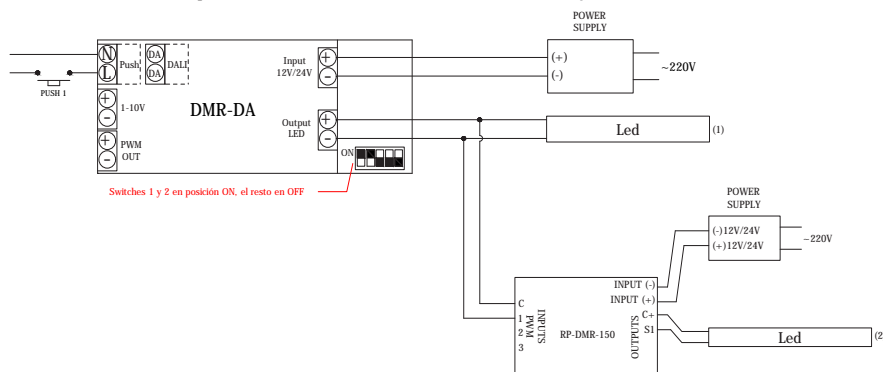 POWER
SUPPLY
N
L
Push
DA
DA
DALI
Input
12V/24V
+
-
(+)
(-)
~220V
PUSH 1
+
-
1-10V
DMR-DA
Output
LED
+
-
Led
(1)
+
-
PWM
OUT
ON
Switches 1 y 2 en posición ON, el resto en OFF
POWER
SUPPLY
(-)12V/24V
(+)12V/24V
~220V
INPUT (-)
INPUT (+)
C
1
2
3
INPUTS
PWM
RP-DMR-150
OUTPUTS
C+
S1
Led
(2